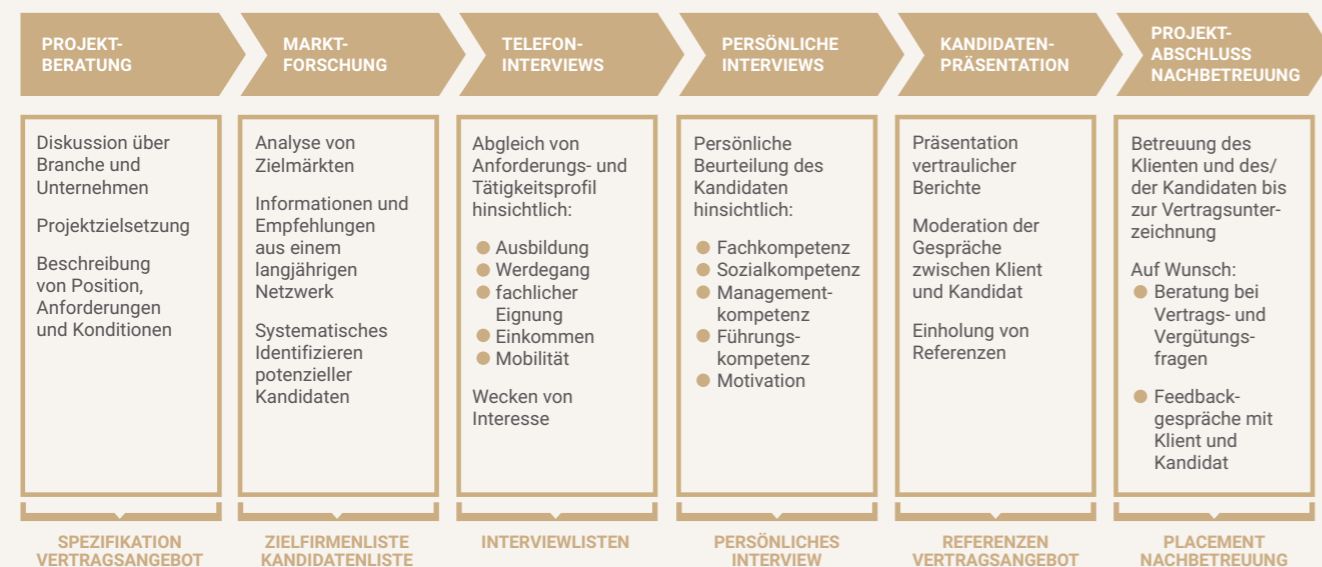 PROJEKT-
BERATUNG
MARKT-
FORSCHUNG
TELEFON-
INTERVIEWS
PERSÖNLICHE
INTERVIEWS
KANDIDATEN-
PRÄSENTATION
PROJEKT-
ABSCHLUSS
NACHBETREUUNG
Diskussion über
Branche und
Unternehmen
Projektzielsetzung
Beschreibung
von Position,
Anforderungen
und Konditionen
Analyse von
Zielmärkten
Informationen und
Empfehlungen
aus einem
langjährigen
Netzwerk
Systematisches
Identifizieren
potenzieller
Kandidaten
Abgleich von
Anforderungs- und
Tätigkeitsprofil
hinsichtlich:
Ausbildung
Werdegang
fachlicher
Eignung
Einkommen
Mobilität
Wecken von
Interesse
Persönliche
Beurteilung des
Kandidaten
hinsichtlich:
Fachkompetenz
Sozialkompetenz
Management-
kompetenz
Führungs-
kompetenz
Motivation
Präsentation
vertraulicher
Berichte
Moderation der
Gespräche
zwischen Klient
und Kandidat
Einholung von
Referenzen
Betreuung des
Klienten und des/
der Kandidaten bis
zur Vertragsunter-
zeichnung
Auf Wunsch:
Beratung bei
Vertrags- und
Vergütungs-
fragen
Feedback-
gespräche mit
Klient und
Kandidat
SPEZIFIKATION
VERTRAGSANGEBOT
ZIELFIRMENLISTE
KANDIDATENLISTE
INTERVIEWLISTEN
PERSÖNLICHES
INTERVIEW
REFERENZEN
VERTRAGSANGEBOT
PLACEMENT
NACHBETREUUNG